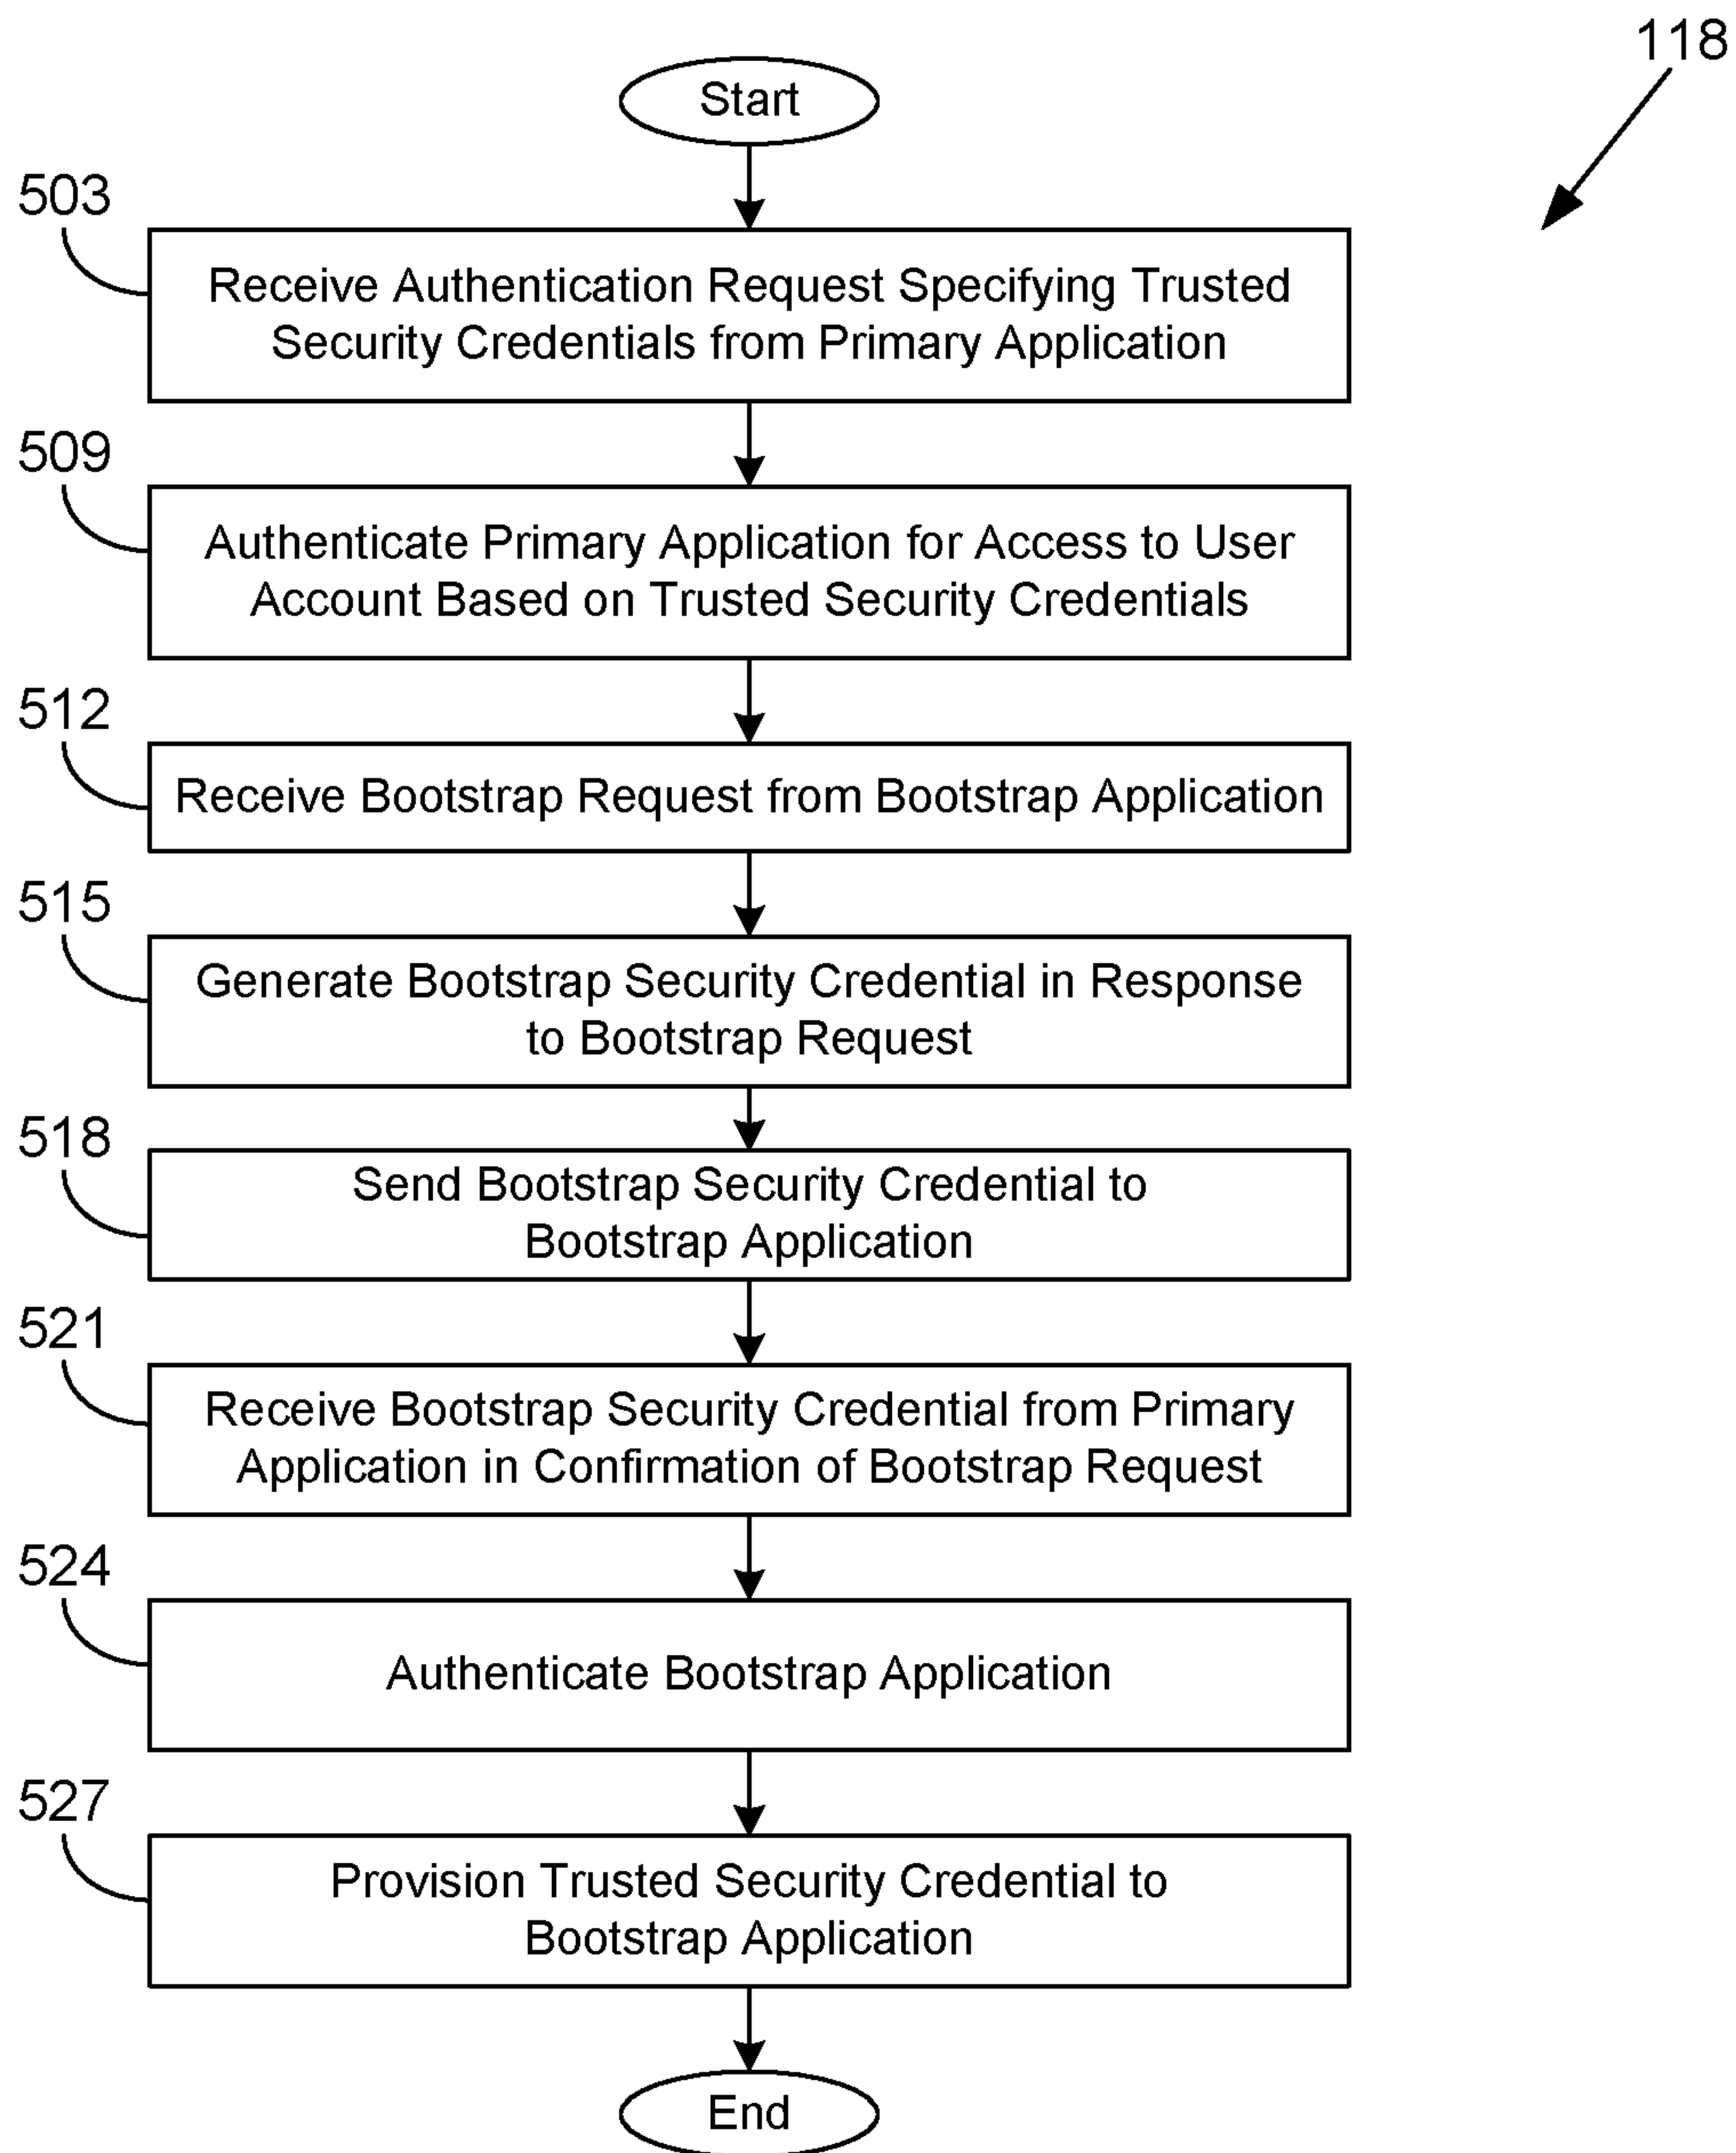 118
Start
503
Receive Authentication Request Specifying Trusted
Security Credentials from Primary Application
509
Authenticate Primary Application for Access to User
Account Based on Trusted Security Credentials
512
Receive Bootstrap Request from Bootstrap Application
515
Generate Bootstrap Security Credential in Response
to Bootstrap Request
518
Send Bootstrap Security Credential to
Bootstrap Application
521
Receive Bootstrap Security Credential from Primary
Application in Confirmation of Bootstrap Request
524
Authenticate Bootstrap Application
527
Provision Trusted Security Credential to
Bootstrap Application
End